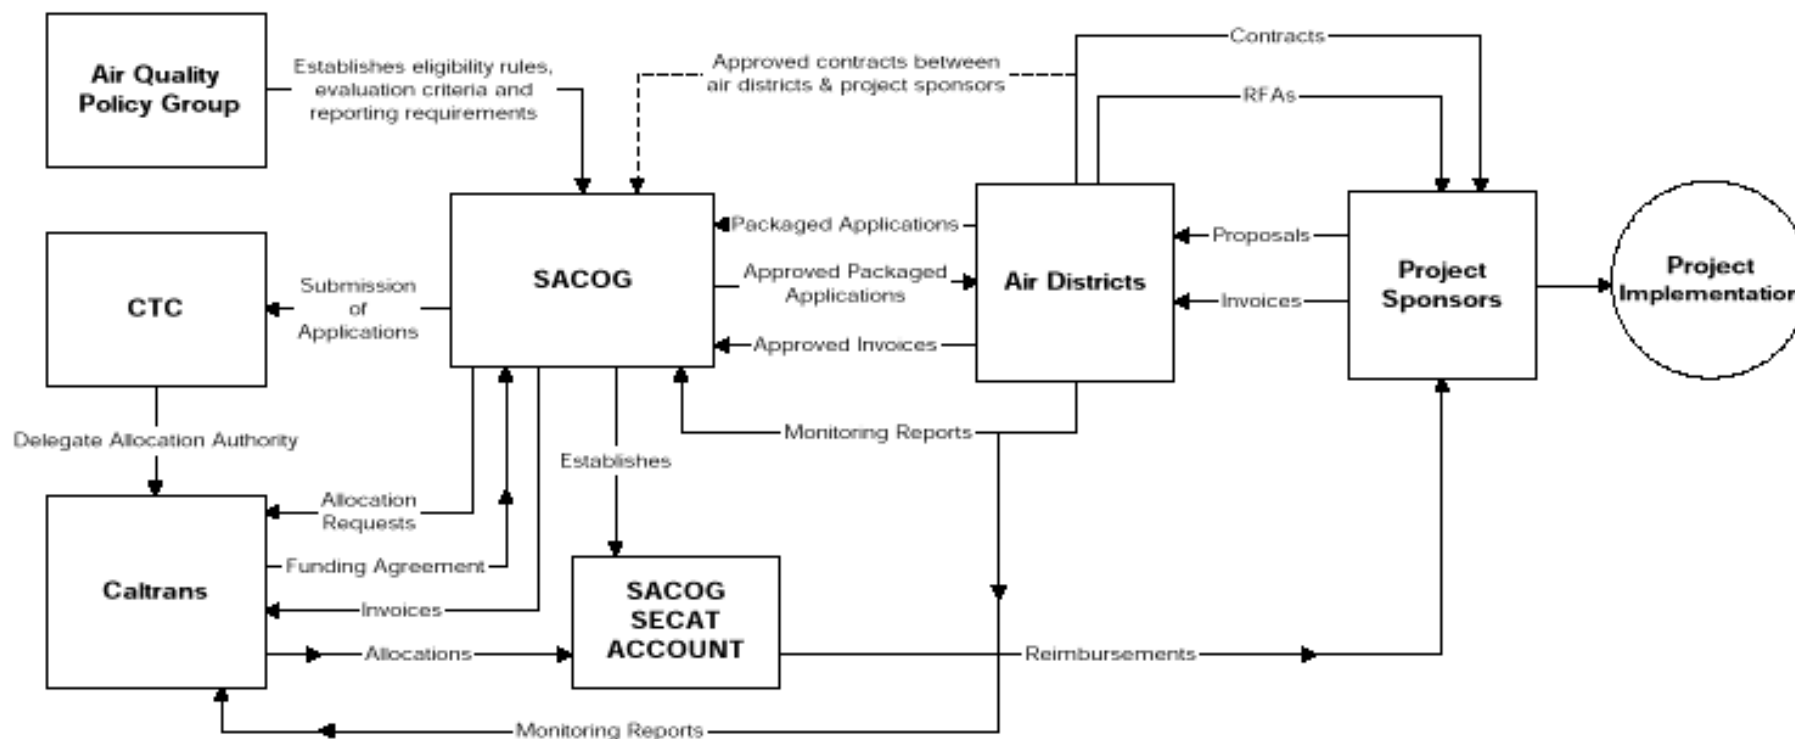 Air Quality
Policy Group
Establishes eligibility rules,
evaluation criteria and
reporting requirements
Approved contracts between
air districts & project sponsors
Contracts
RFAs
CTC
Submission
of
Applications
SACOG
Packaged Applications
Approved Packaged
Applications
Approved Invoices
Air Districts
Proposals
Invoices
Project
Sponsors
Project
Implementation
Delegate Allocation Authority
Monitoring Reports
Establishes
Allocation
Requests
Caltrans
Funding Agreement
Invoices
Allocations
SACOG
SECAT
ACCOUNT
Reimbursements
Monitoring Reports